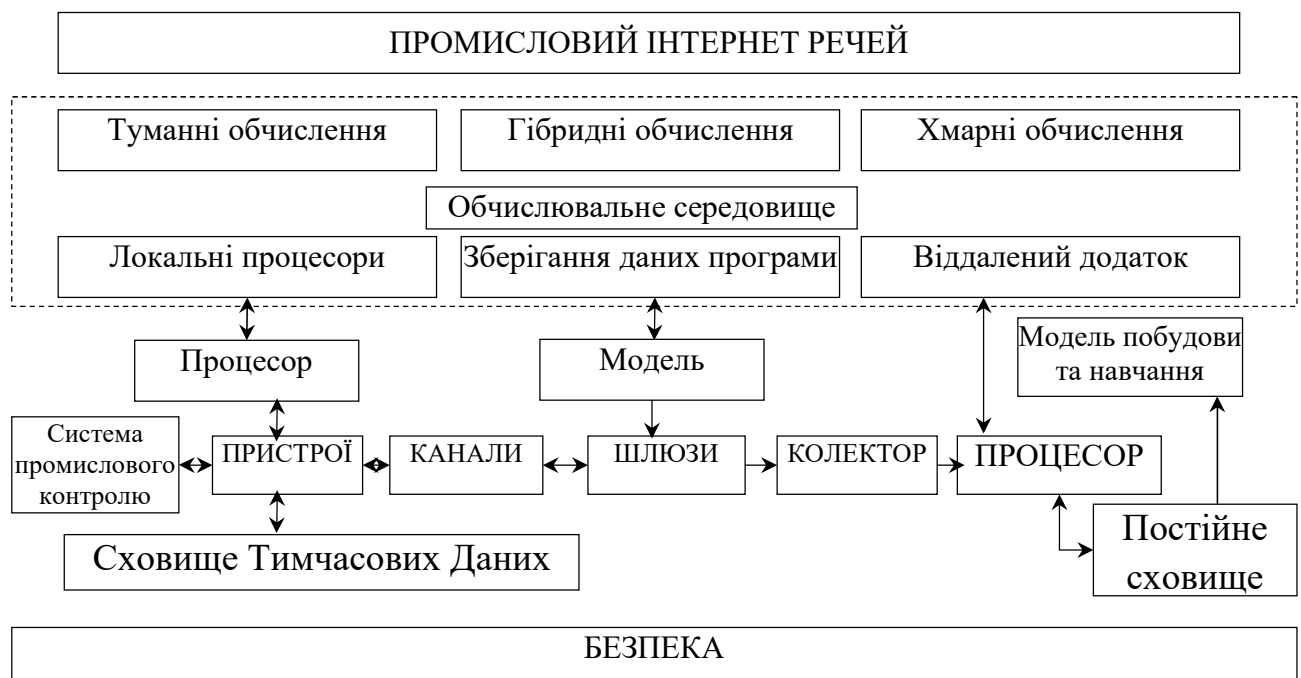 ПРОМИСЛОВИЙ ІНТЕРНЕТ РЕЧЕЙ
Туманні обчислення
Гібридні обчислення
Хмарні обчислення
Обчислювальне середовище
Локальні процесори
Зберігання даних програми
Віддалений додаток
Процесор
Модель
Модель побудови
та навчання
Система
промислового
контролю
ПРИСТРОЇ
КАНАЛИ
ШЛЮЗИ
КОЛЕКТОР
ПРОЦЕСОР
Сховище Тимчасових Даних
Постійне
сховище
БЕЗПЕКА